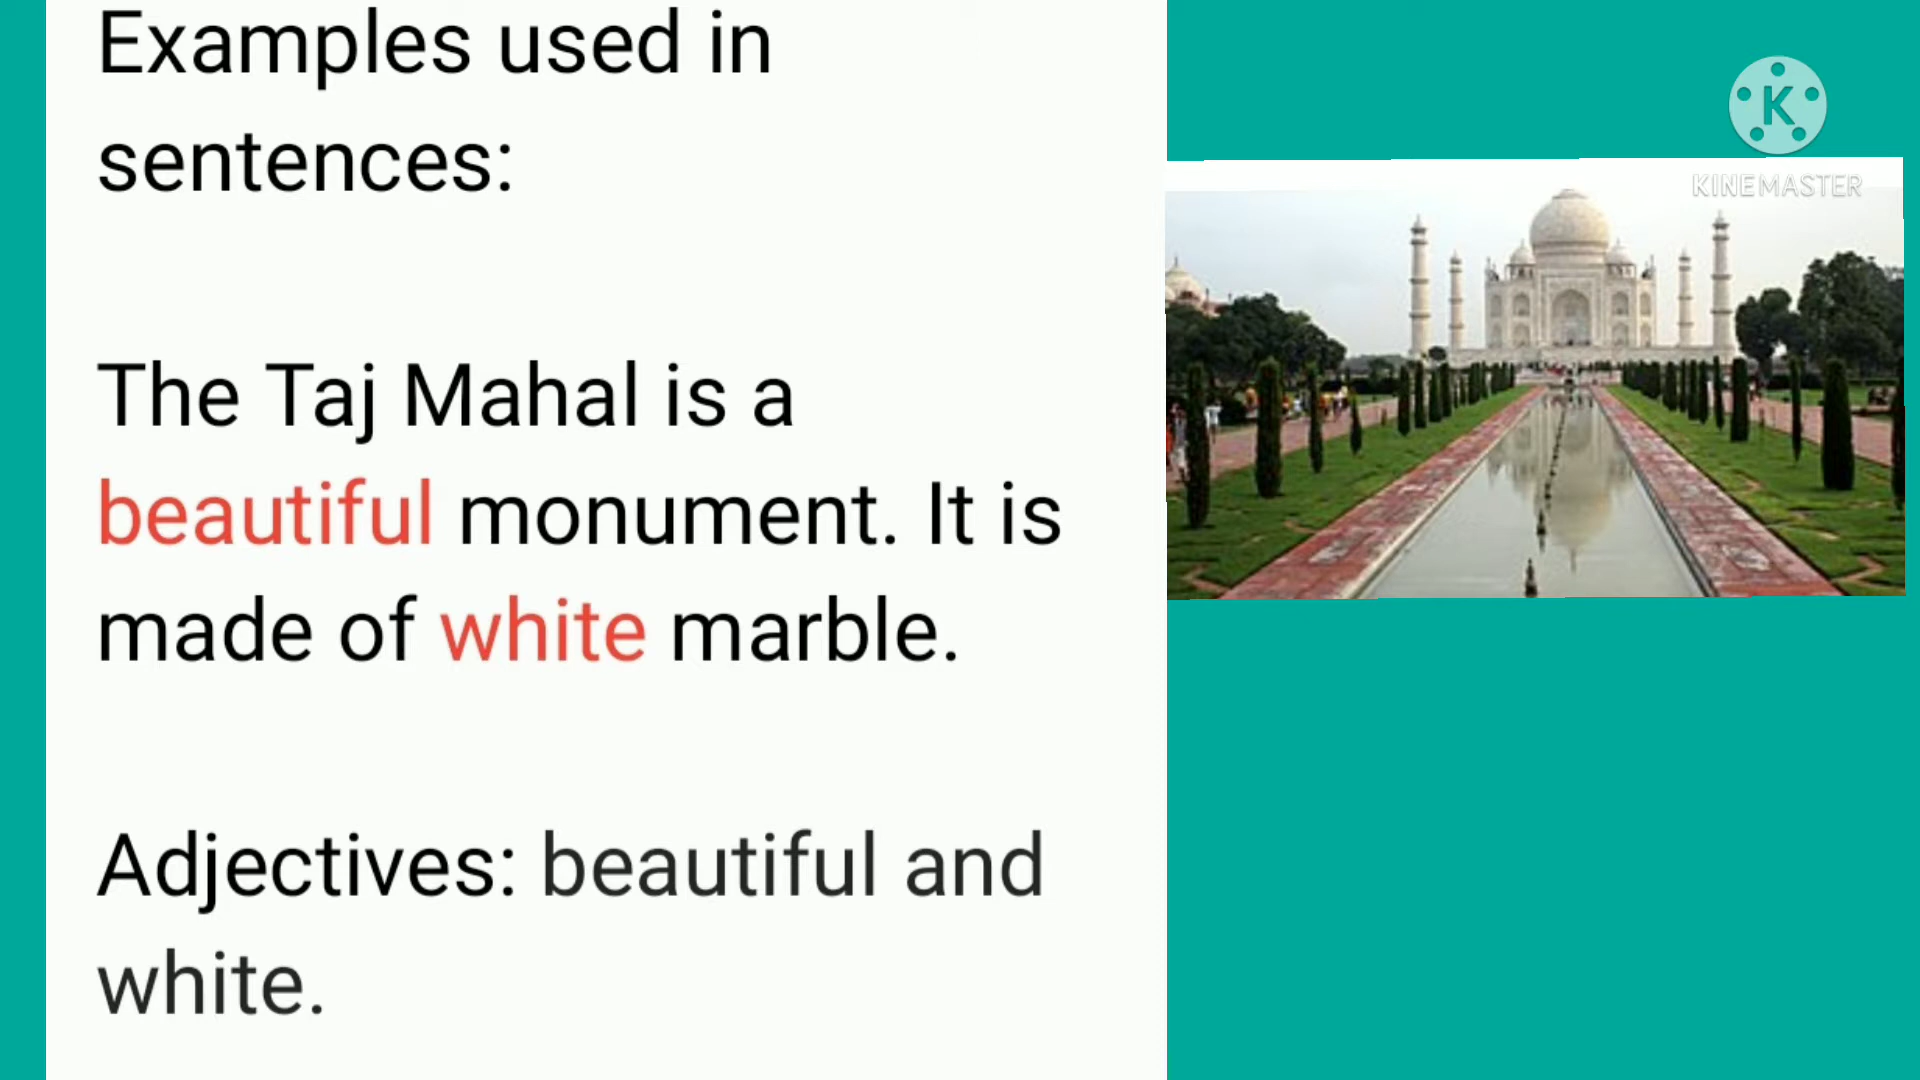 Examples used in
sentences:
The Taj Mahal is a
beautiful monument. It is
made of white marble.
Adjectives: beautiful and
white.
K
KINEMASTER